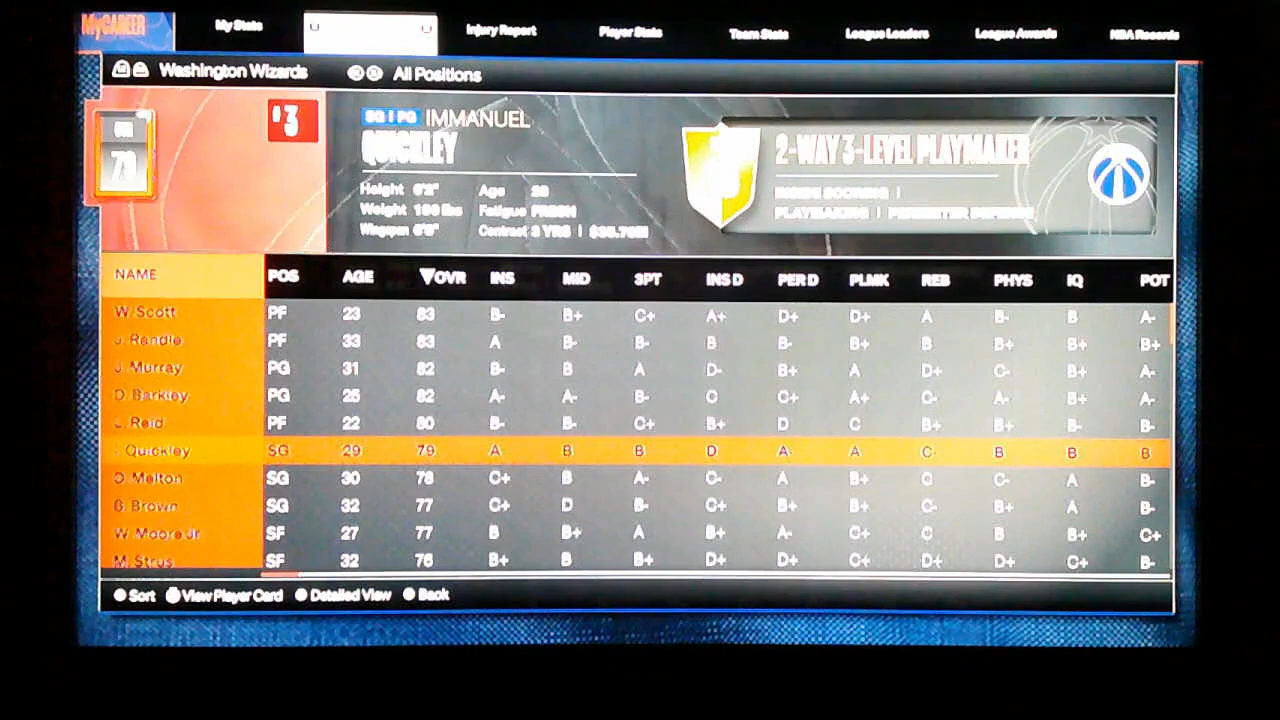 MyCAREER My Stats Injury Report Player Stats Team Stats League Leaders League Awards NBA Records
Washington Wizards All Positions
#3
SG | PG IMMANUEL
QUICKLEY
79
2-WAY 3-LEVEL PLAYMAKER
Height 6'2" Age 29
Weight Fatigue FRESH
Wingspan Contract 3 YRS |
INSIDE SCORING |
PLAYMAKING | PERIMETER DEFENSE
NAME POS AGE ▼OVR INS MID 3PT INS D PER D PLMK REB PHYS IQ POT
W. Scott PF 23 83 B- B+ C+ A+ D+ D+ A B- B A-
J. Randle PF 33 83 A B- B- B B- B+ B B+ B+ B+
J. Murray PG 31 82 B- B A D- B+ A D+ C- B+ A-
D. Barkley PG 25 82 A- A- B- C C+ A+ C- A- B+ A-
L. Reid PF 22 80 B- B- C+ B+ D C B+ B+ B- B-
I. Quickley SG 29 79 A B B D A- A C- B B B
D. Melton SG 30 78 C+ B A- C- A B+ C C- A B-
B. Brown SG 32 77 C+ D B- C+ B+ B+ C- B+ A B-
W. Moore Jr SF 27 77 B B+ A B+ A- C+ C B B+ C+
M. Strus SF 32 76 B+ B B+ D+ D+ C+ D+ D+ C+ B-
Sort View Player Card Detailed View Back